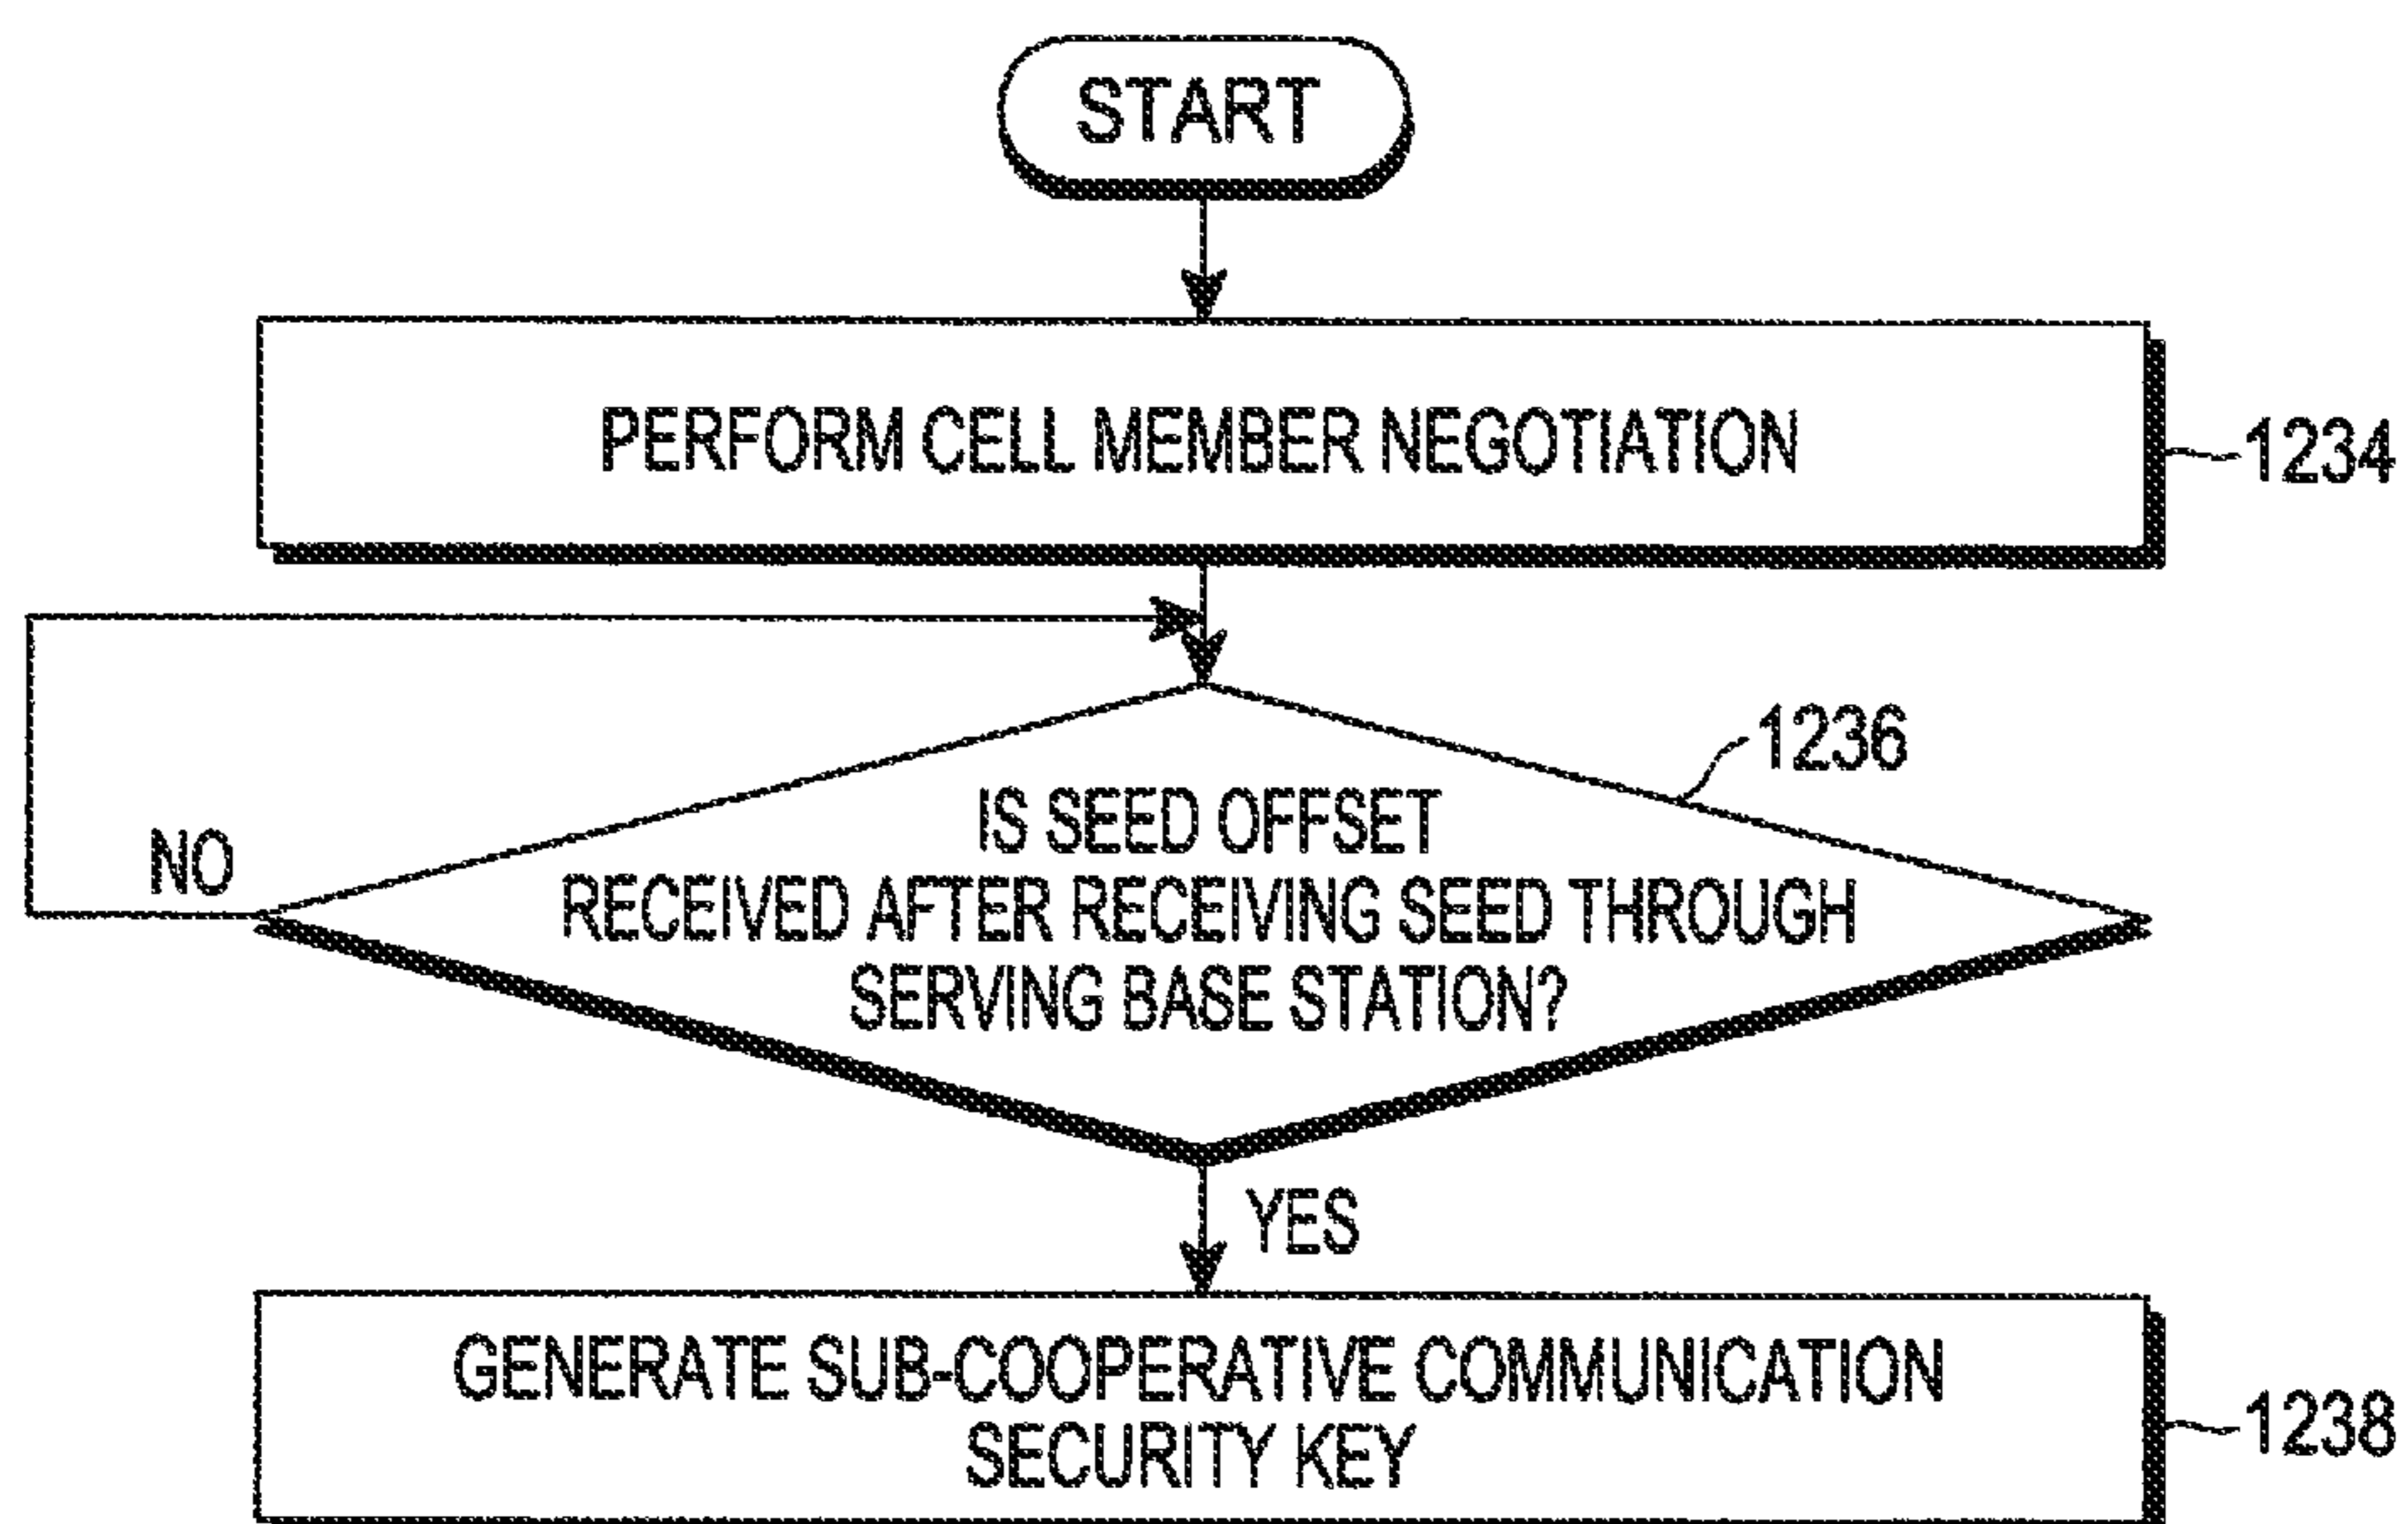 START
PERFORM CELL MEMBER NEGOTIATION
1234
1236
IS SEED OFFSET
RECEIVED AFTER RECEIVING SEED THROUGH
SERVING BASE STATION?
NO
YES
GENERATE SUB-COOPERATIVE COMMUNICATION
SECURITY KEY
1238